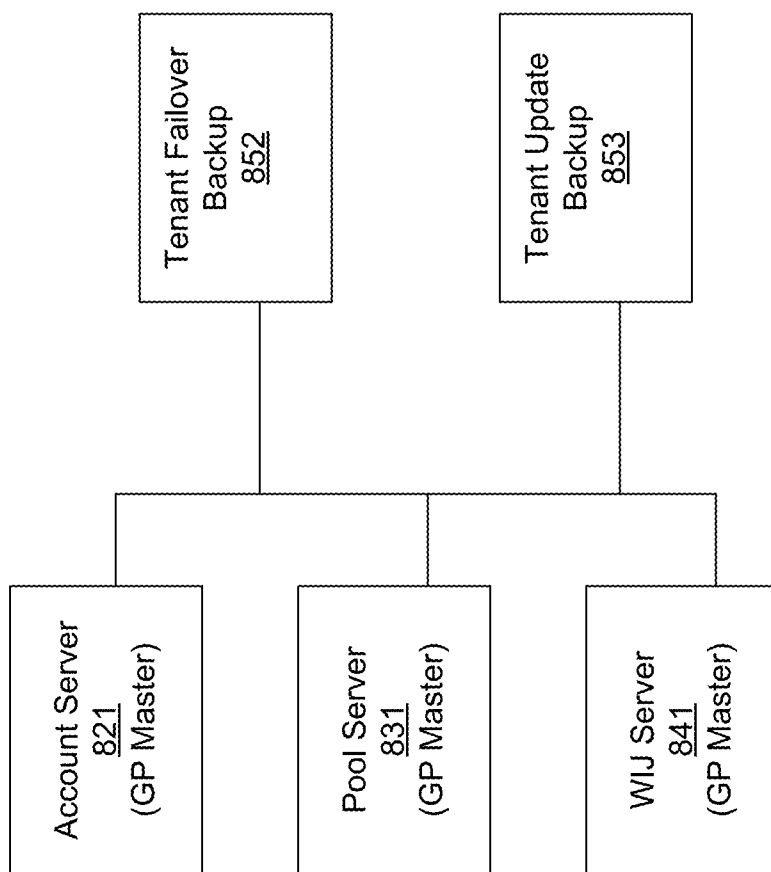 Account Server
821
(GP Master)
Pool Server
831
(GP Master)
WIJ Server
841
(GP Master)
Tenant Failover
Backup
852
Tenant Update
Backup
853